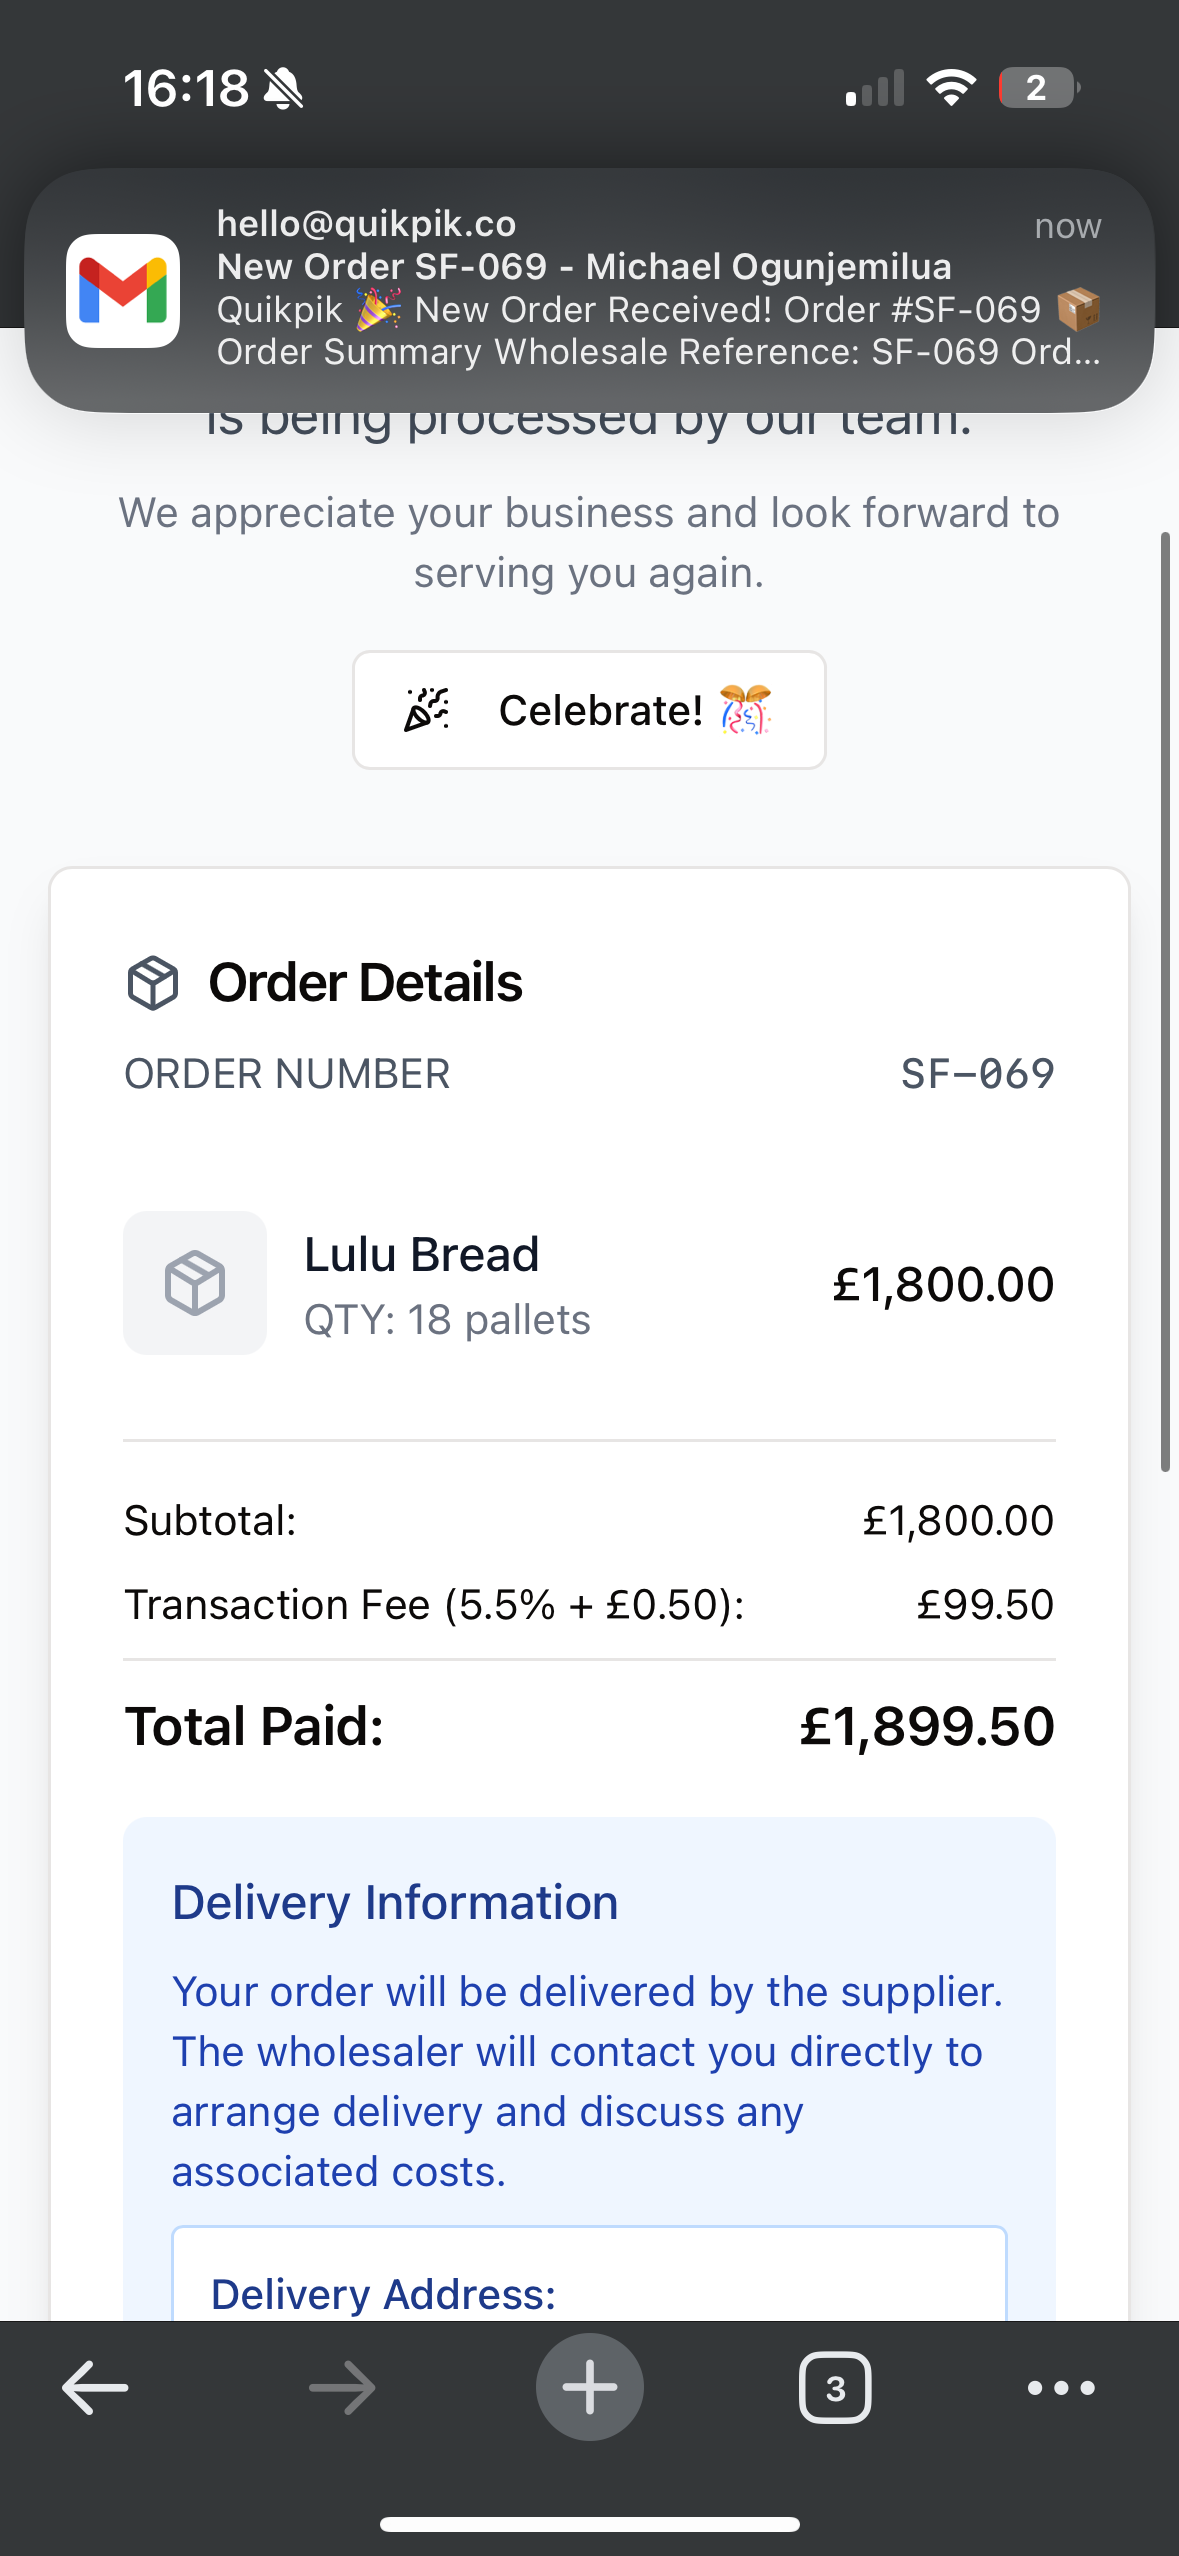 16:18
2
hello@quikpik.co
now
New Order SF-069 - Michael Ogunjemilua
Quikpik 🎉 New Order Received! Order #SF-069 📦
Order Summary Wholesale Reference: SF-069 Ord...
is being processed by our team.
We appreciate your business and look forward to
serving you again.
Celebrate! 🎊
Order Details
ORDER NUMBER SF-069
Lulu Bread
QTY: 18 pallets
£1,800.00
Subtotal: £1,800.00
Transaction Fee (5.5% + £0.50): £99.50
Total Paid: £1,899.50
Delivery Information
Your order will be delivered by the supplier.
The wholesaler will contact you directly to
arrange delivery and discuss any
associated costs.
Delivery Address:
3